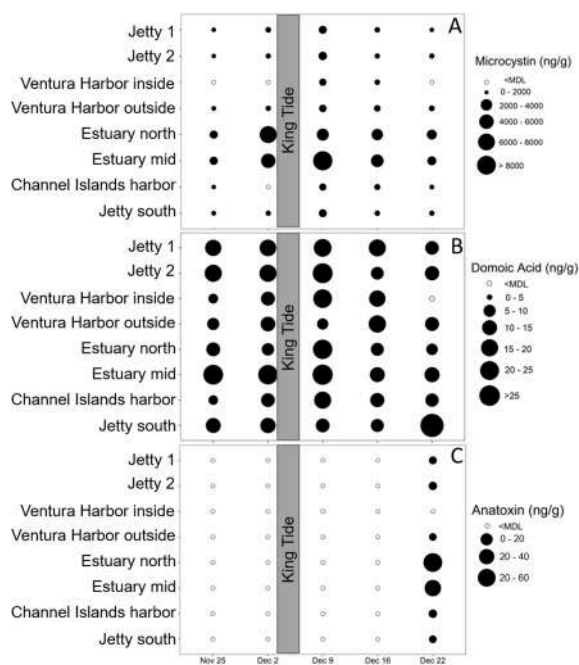 A
Jetty 1
Jetty 2
Ventura Harbor inside
Ventura Harbor outside
Estuary north
Estuary mid
Channel Islands harbor
Jetty south
King Tide
Microcystin (ng/g)
<MDL
0 - 2000
2000 - 4000
4000 - 6000
6000 - 8000
> 8000
B
Jetty 1
Jetty 2
Ventura Harbor inside
Ventura Harbor outside
Estuary north
Estuary mid
Channel Islands harbor
Jetty south
King Tide
Domoic Acid (ng/g)
<MDL
0 - 5
5 - 10
10 - 15
15 - 20
20 - 25
>25
C
Jetty 1
Jetty 2
Ventura Harbor inside
Ventura Harbor outside
Estuary north
Estuary mid
Channel Islands harbor
Jetty south
King Tide
Anatoxin (ng/g)
<MDL
0 - 20
20 - 40
20 - 60
Nov 25 Dec 2 Dec 9 Dec 16 Dec 22